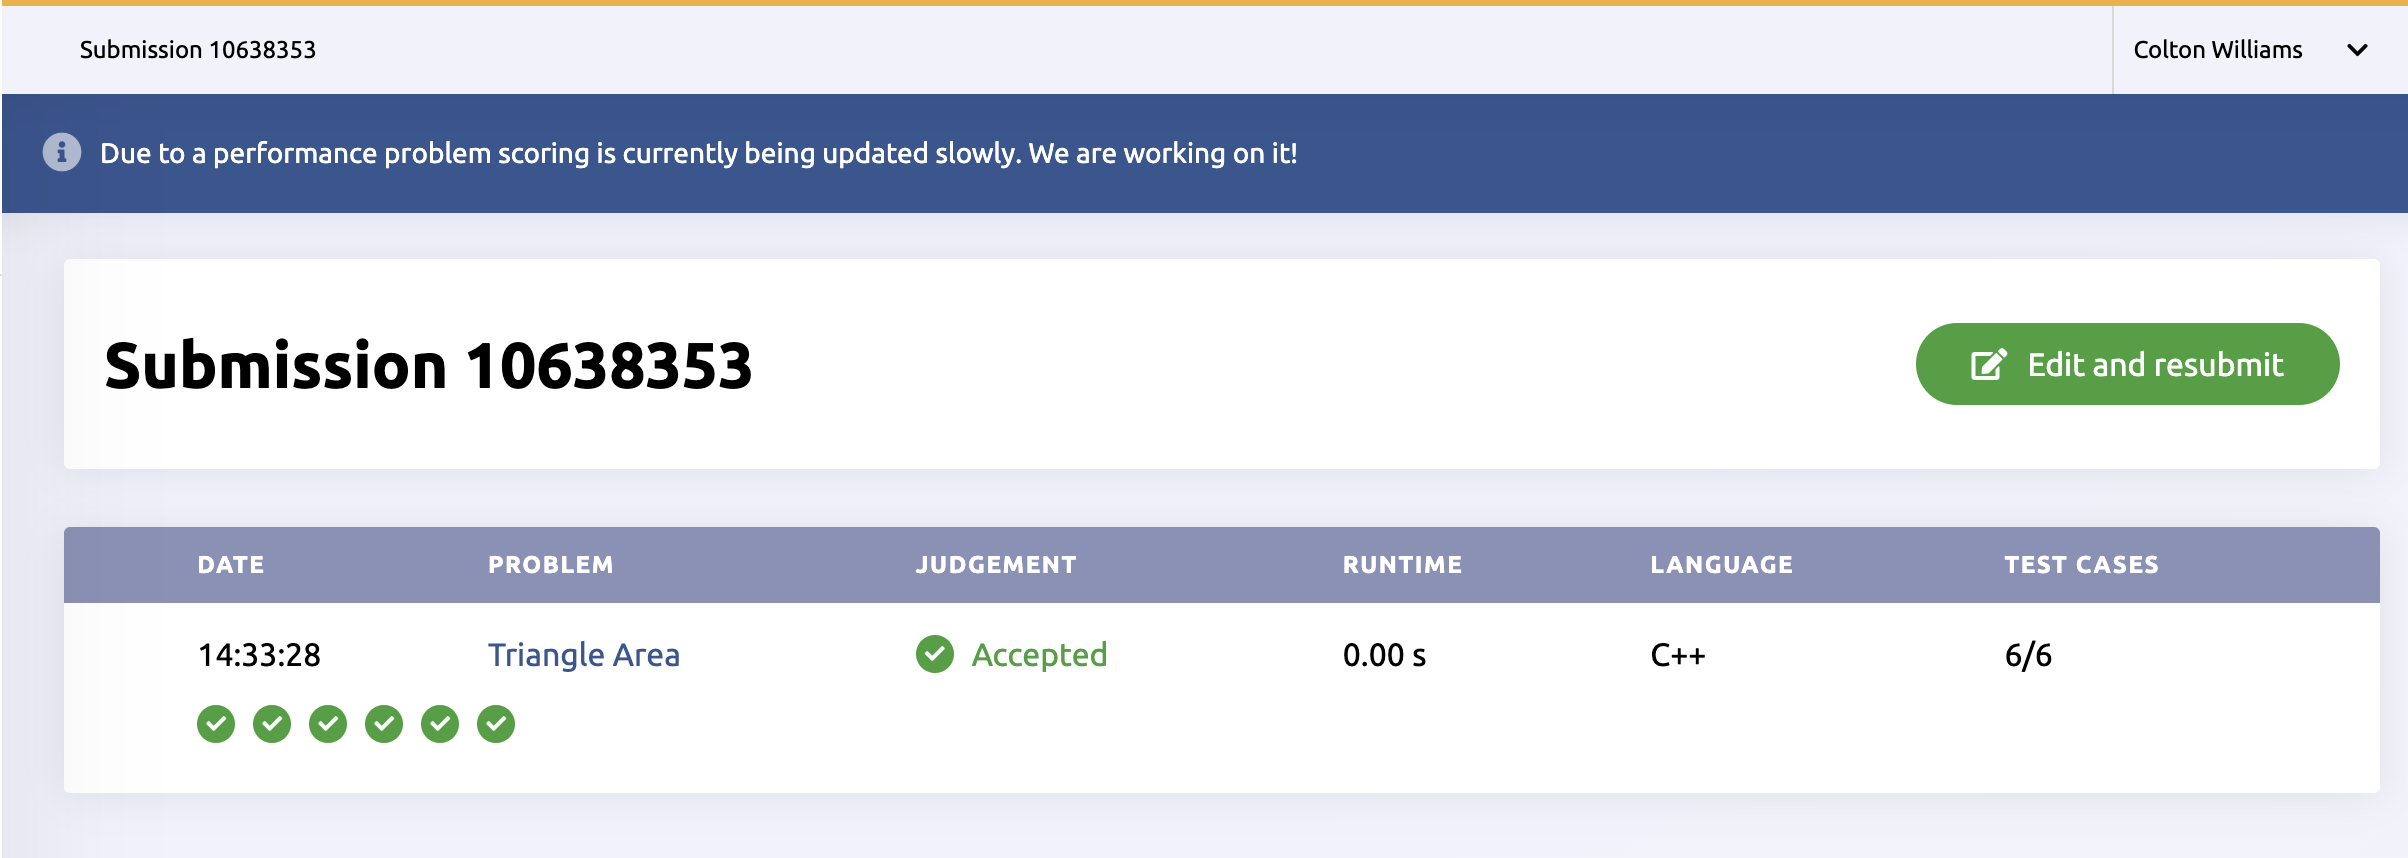 Submission 10638353
Colton Williams
Due to a performance problem scoring is currently being updated slowly. We are working on it!
Submission 10638353
Edit and resubmit
DATE PROBLEM JUDGEMENT RUNTIME LANGUAGE TEST CASES
14:33:28 Triangle Area Accepted 0.00 s C++ 6/6